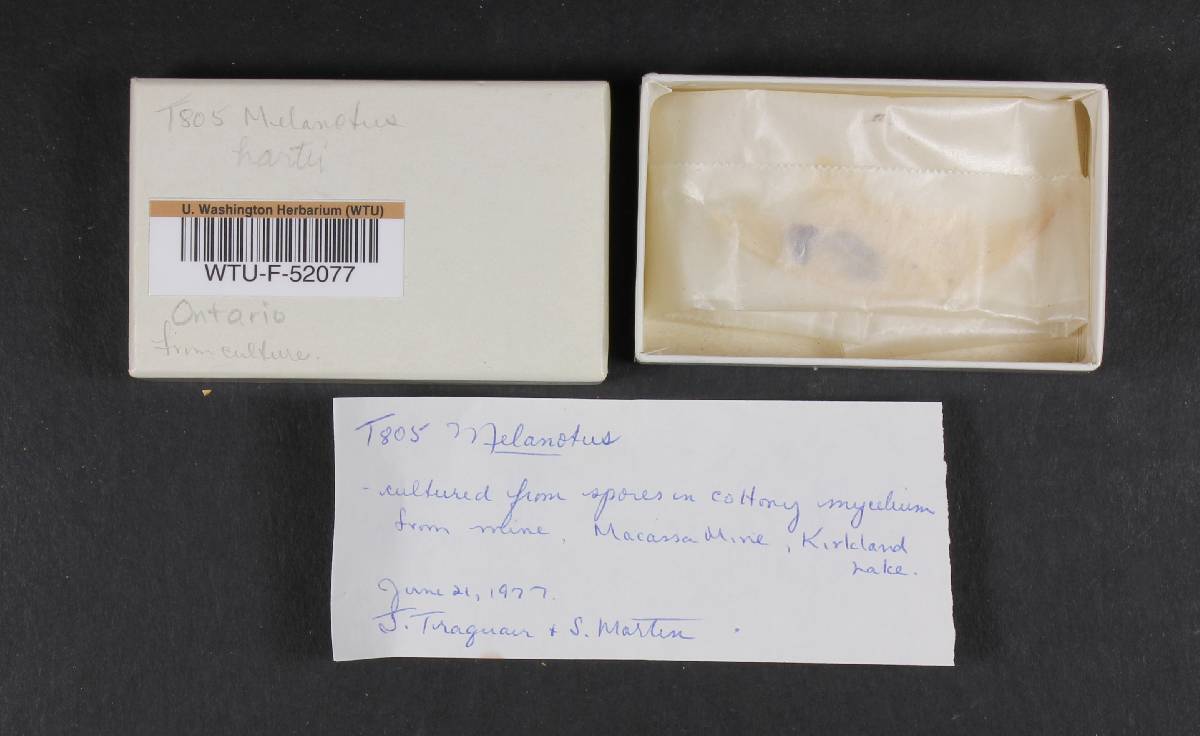 T805 Melanotus
hartii
U. Washington Herbarium (WTU)
WTU-F-52077
Ontario
from culture.
T805 Melanotus
- cultured from spores in cottony mycelium
from mine, Macassa Mine, Kirkland
Lake.
June 21, 1977.
J. Traquair + S. Martin